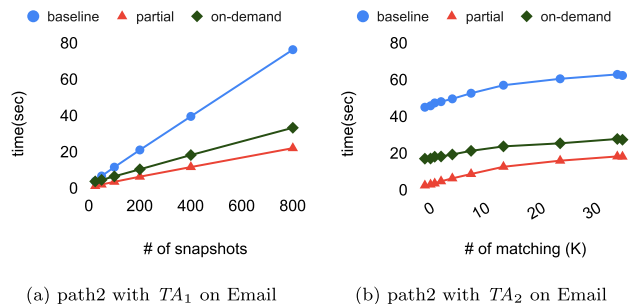 baseline partial on-demand
80
60
40
20
0
time(sec)
0 200 400 600 800
# of snapshots
(a) path2 with TA1 on Email
baseline partial on-demand
80
60
40
20
0
time(sec)
0 10 20 30
# of matching (K)
(b) path2 with TA2 on Email